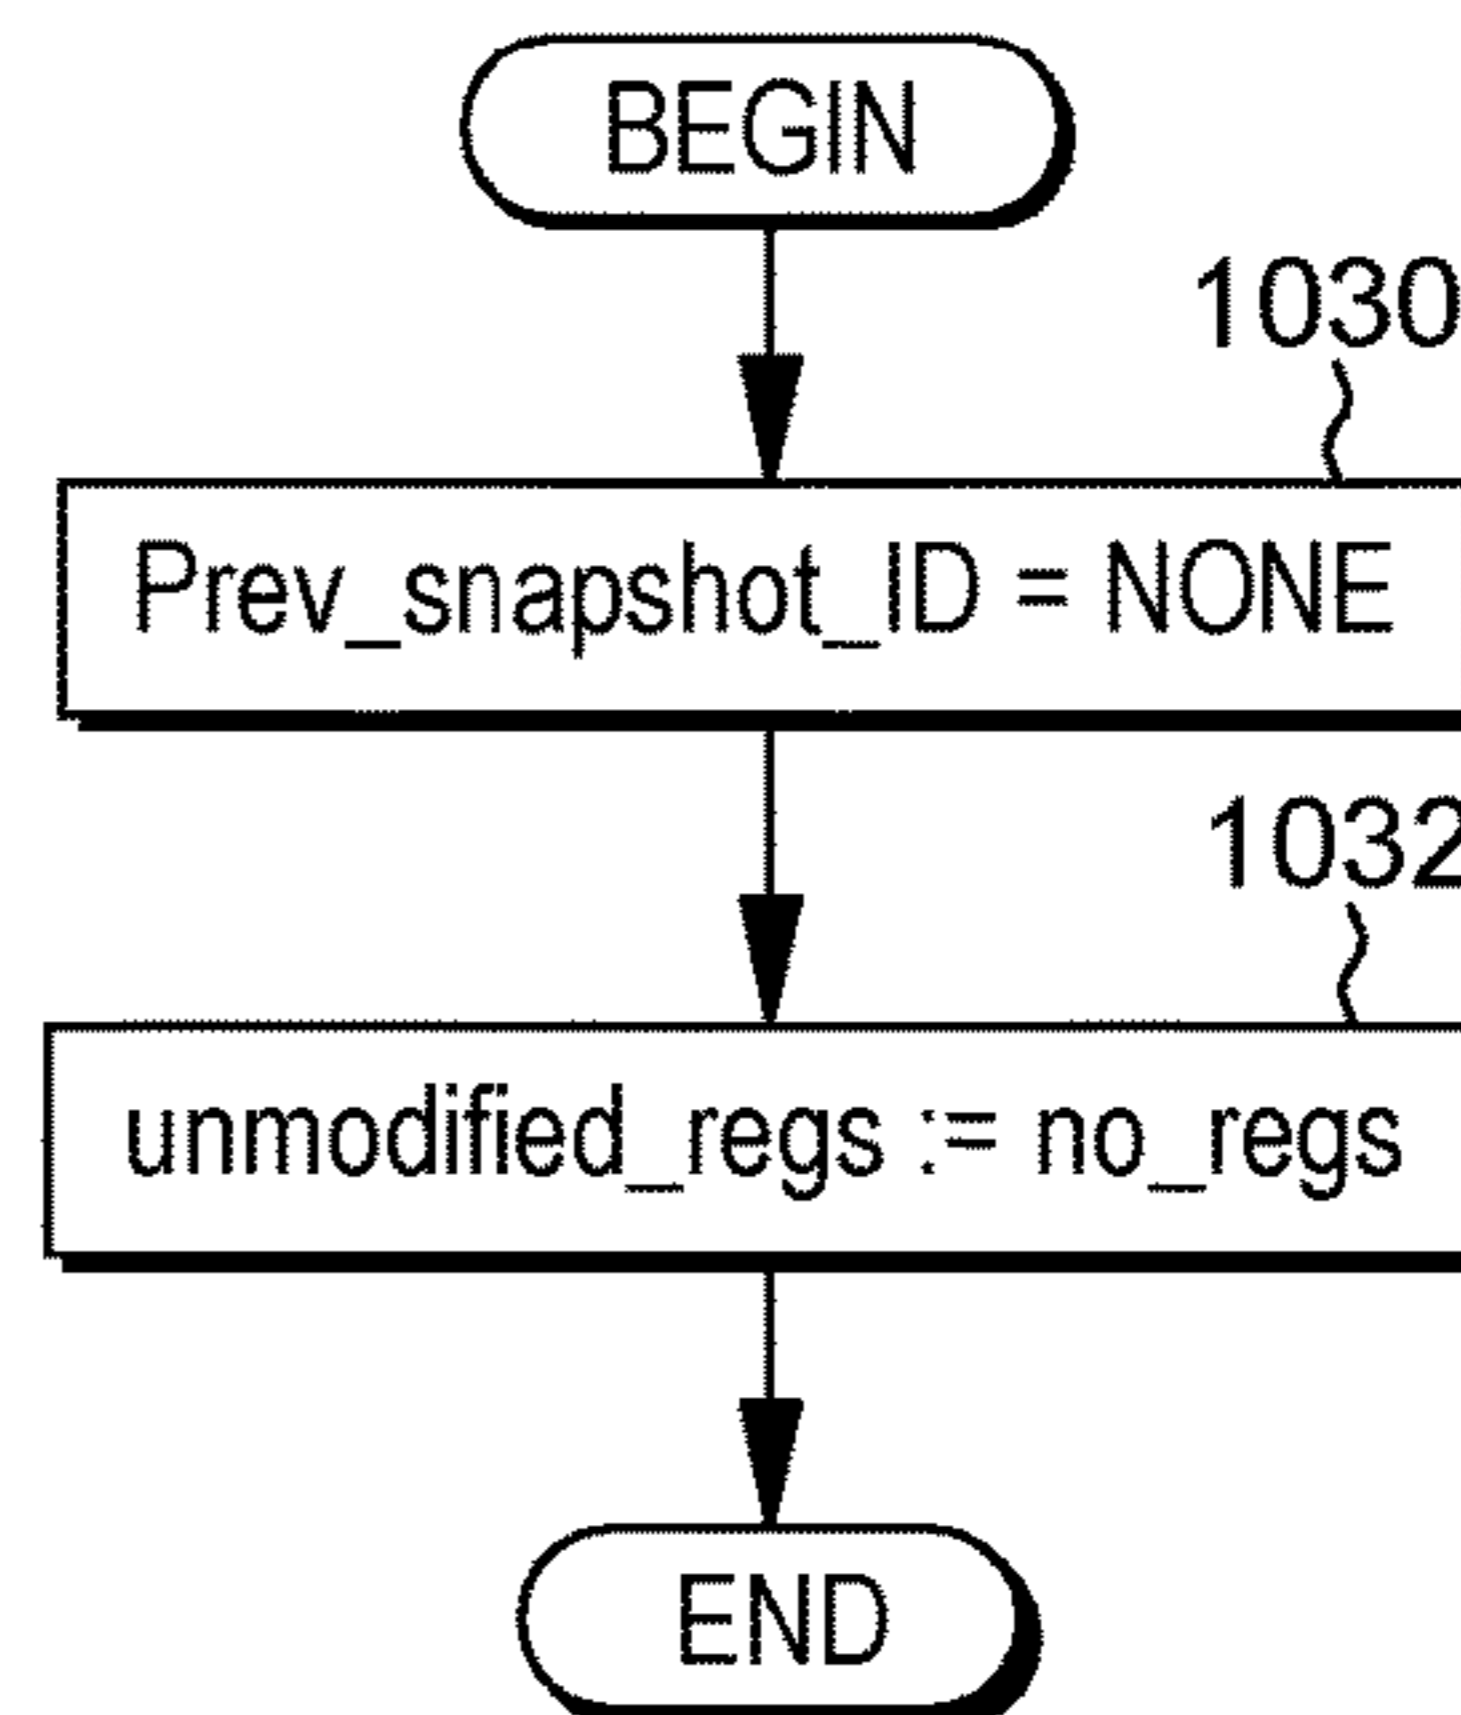 BEGIN
1030
Prev_snapshot_ID = NONE
1032
unmodified_regs := no_regs
END